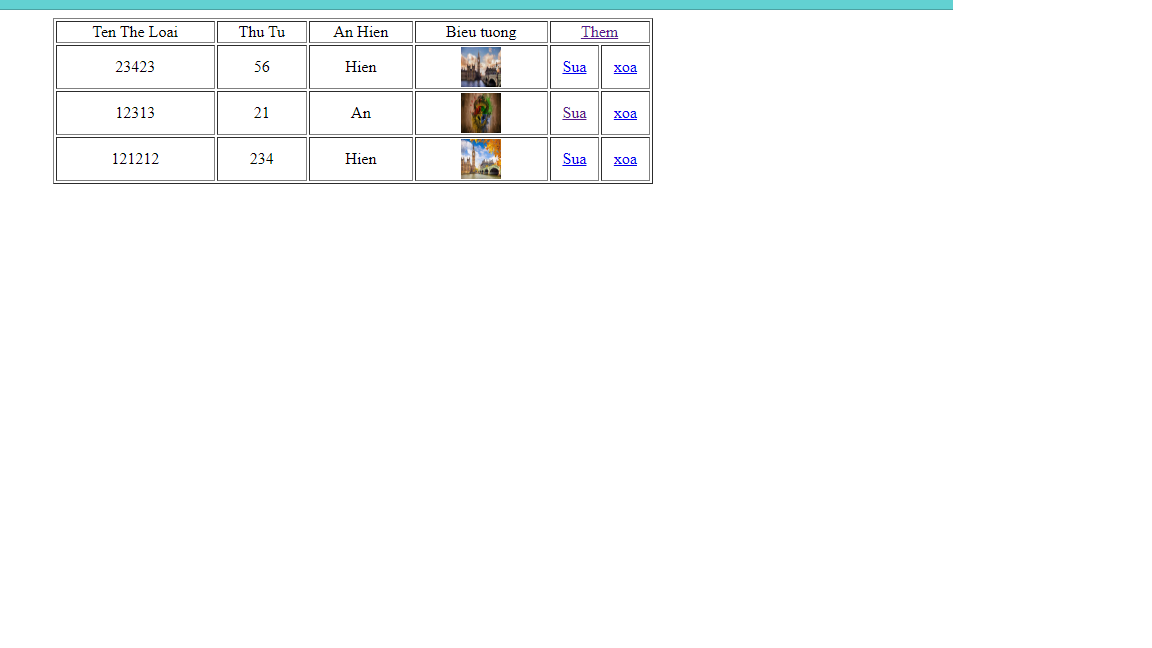 Ten The Loai Thu Tu An Hien Bieu tuong Them
23423 56 Hien Sua xoa
12313 21 An Sua xoa
121212 234 Hien Sua xoa